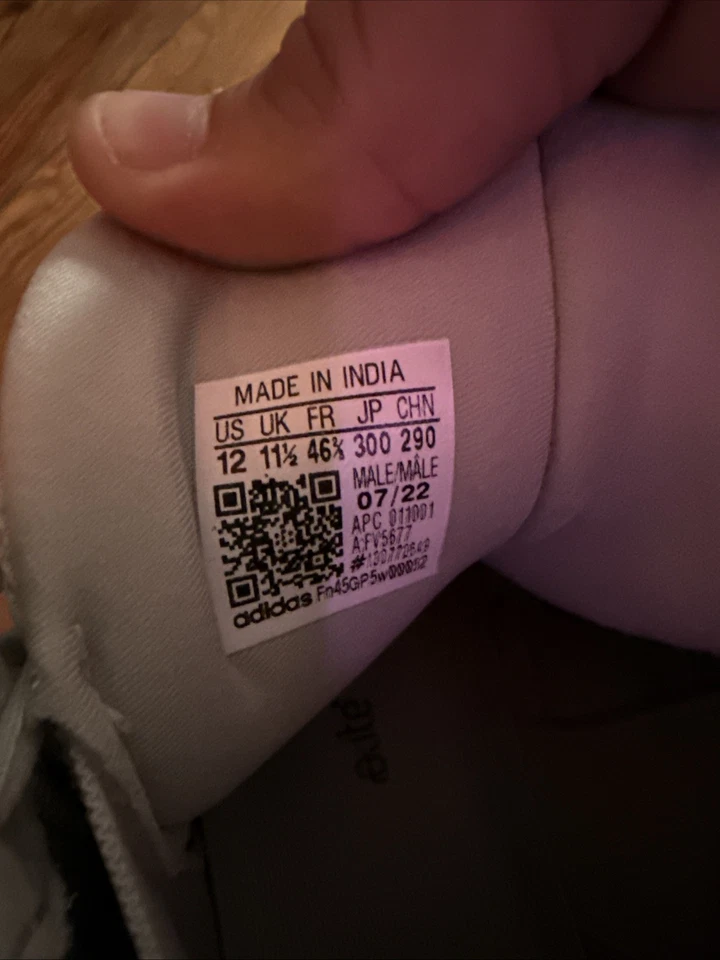 MADE IN INDIA
US UK FR JP CHN
12 11½ 46⅔ 300 290
MALE/MÂLE
07/22
APC 011001
adidas